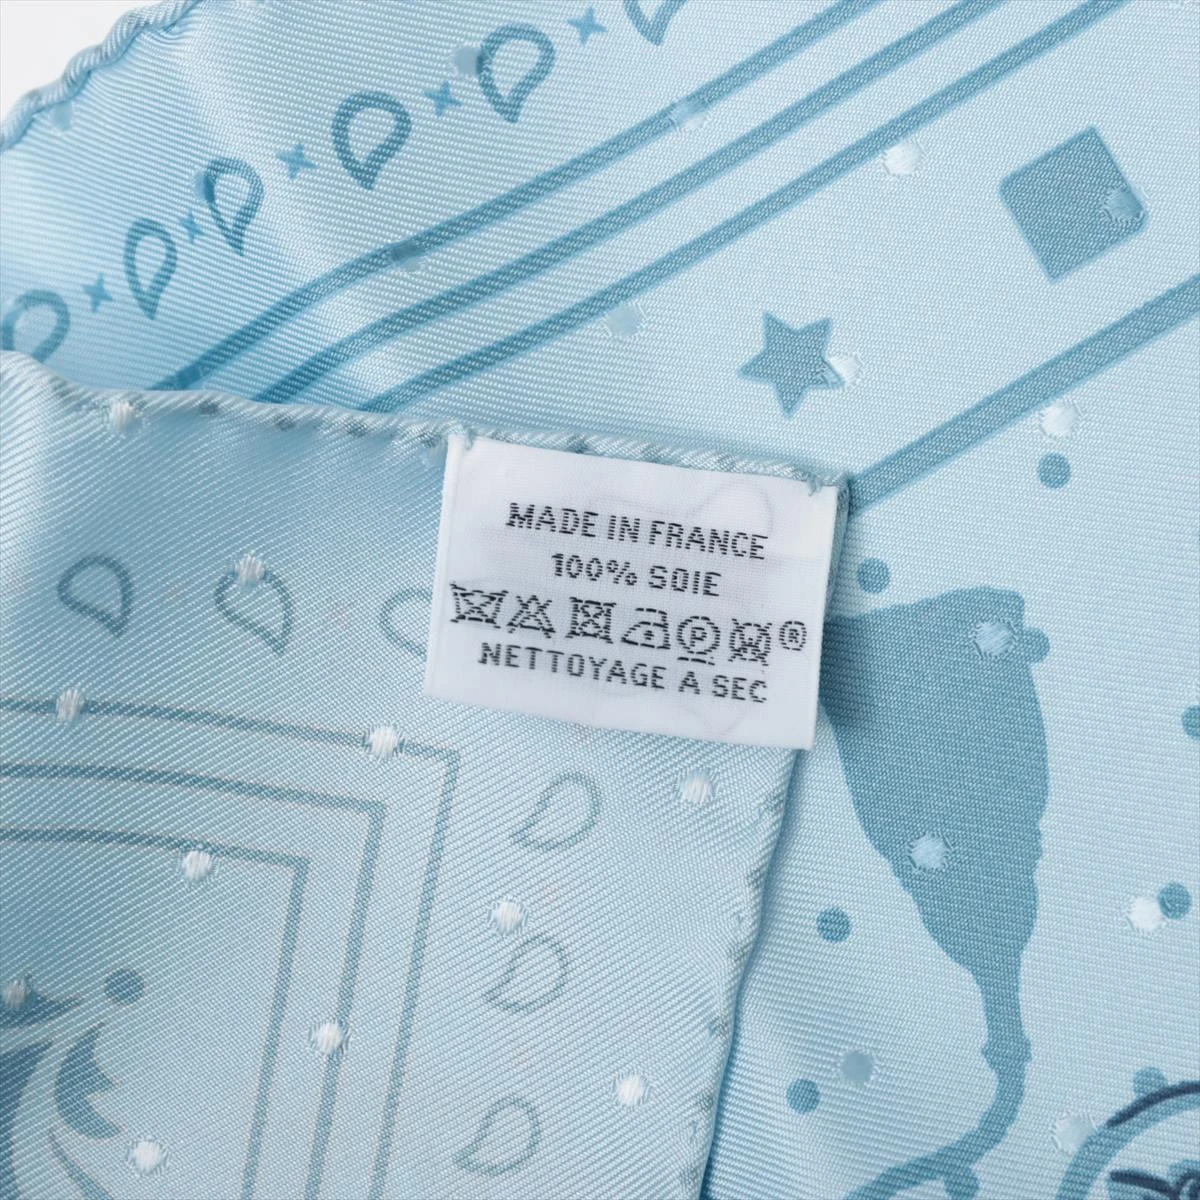 MADE IN FRANCE
100% SOIE
P ®
NETTOYAGE A SEC